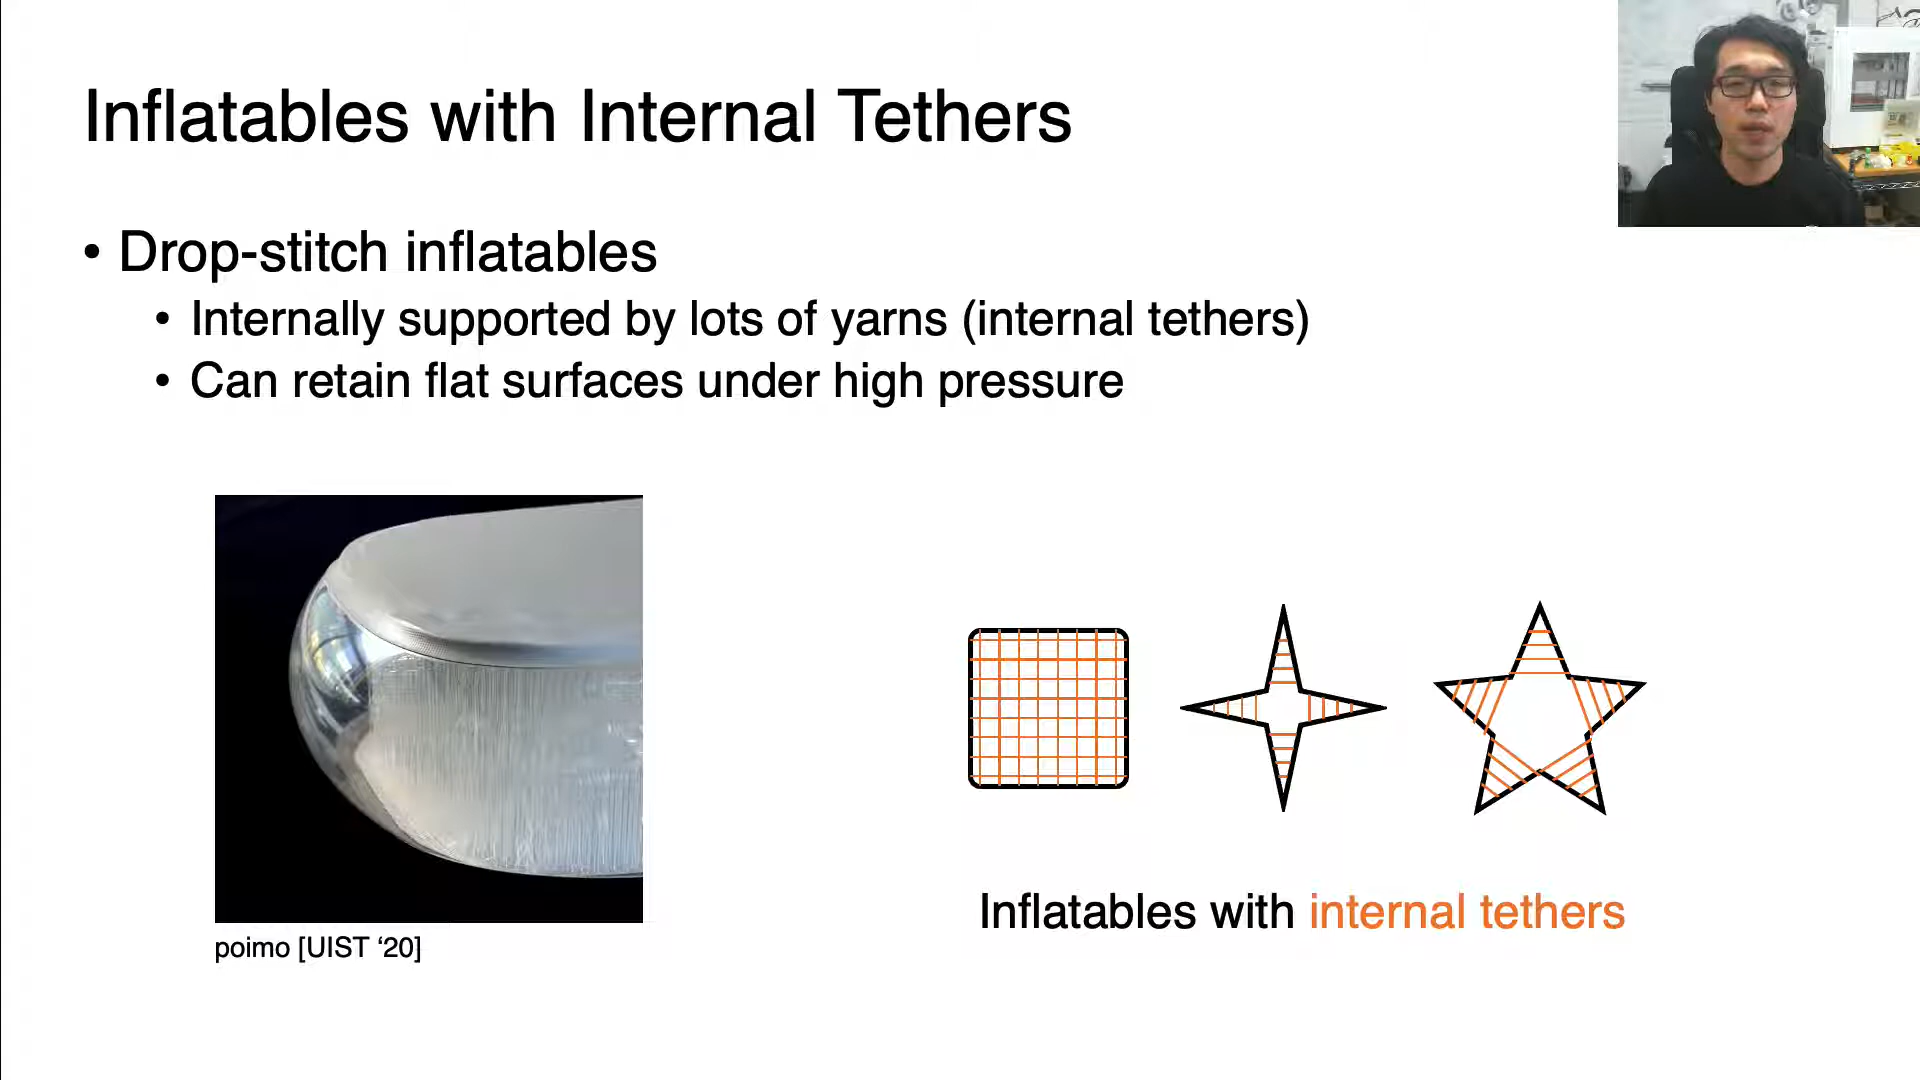 Inflatables with Internal Tethers
• Drop-stitch inflatables
• Internally supported by lots of yarns (internal tethers)
• Can retain flat surfaces under high pressure
poimo [UIST ‘20]
Inflatables with internal tethers